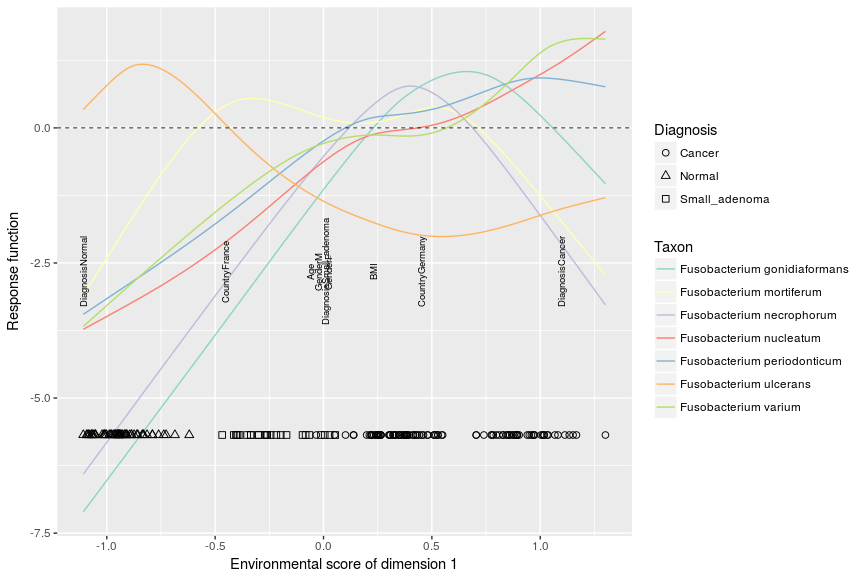 0.0
-2.5
-5.0
-7.5
Response function
DiagnosisNormal
CountryFrance
Age
GenderM
DiagnosisSmall_adenoma
BMI
CountryGermany
DiagnosisCancer
-1.0
-0.5
0.0
0.5
1.0
Environmental score of dimension 1
Diagnosis
Cancer
Normal
Small_adenoma
Taxon
Fusobacterium gonidiaformans
Fusobacterium mortiferum
Fusobacterium necrophorum
Fusobacterium nucleatum
Fusobacterium periodonticum
Fusobacterium ulcerans
Fusobacterium varium